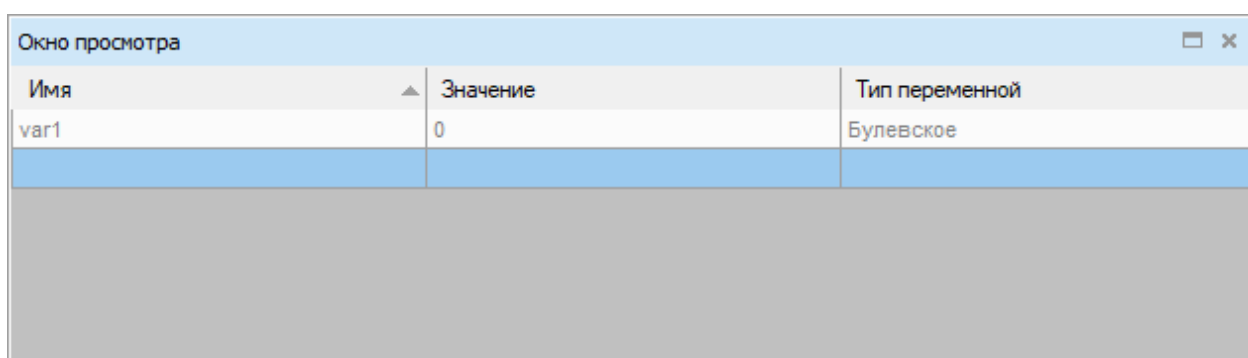 Окно просмотра
Имя Значение Тип переменной
var1 0 Булевское